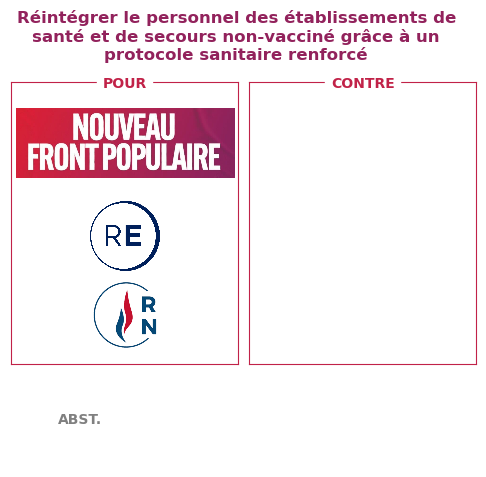 Réintégrer le personnel des établissements de
santé et de secours non-vacciné grâce à un
protocole sanitaire renforcé
POUR
CONTRE
NOUVEAU
FRONT POPULAIRE
RE
R
N
ABST.